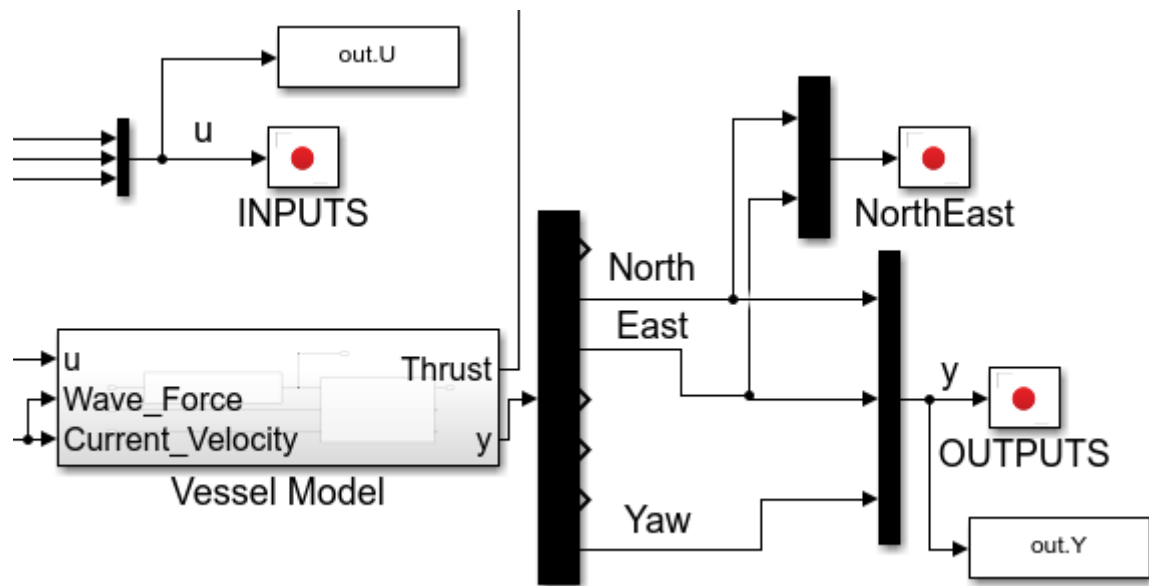 out.U
u
INPUTS
NorthEast
North
East
u
Thrust
Wave_Force
Current_Velocity
y
Vessel Model
y
OUTPUTS
Yaw
out.Y